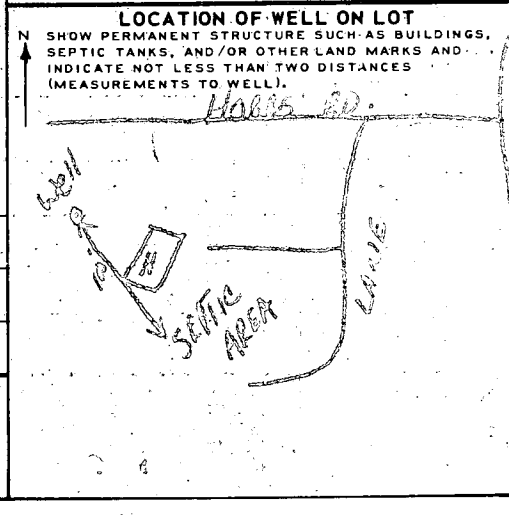 LOCATION OF WELL ON LOT
N SHOW PERMANENT STRUCTURE SUCH AS BUILDINGS,
SEPTIC TANKS, AND/OR OTHER LAND MARKS AND
INDICATE NOT LESS THAN TWO DISTANCES
(MEASUREMENTS TO WELL).
RD.
Well
SEPTIC
AREA